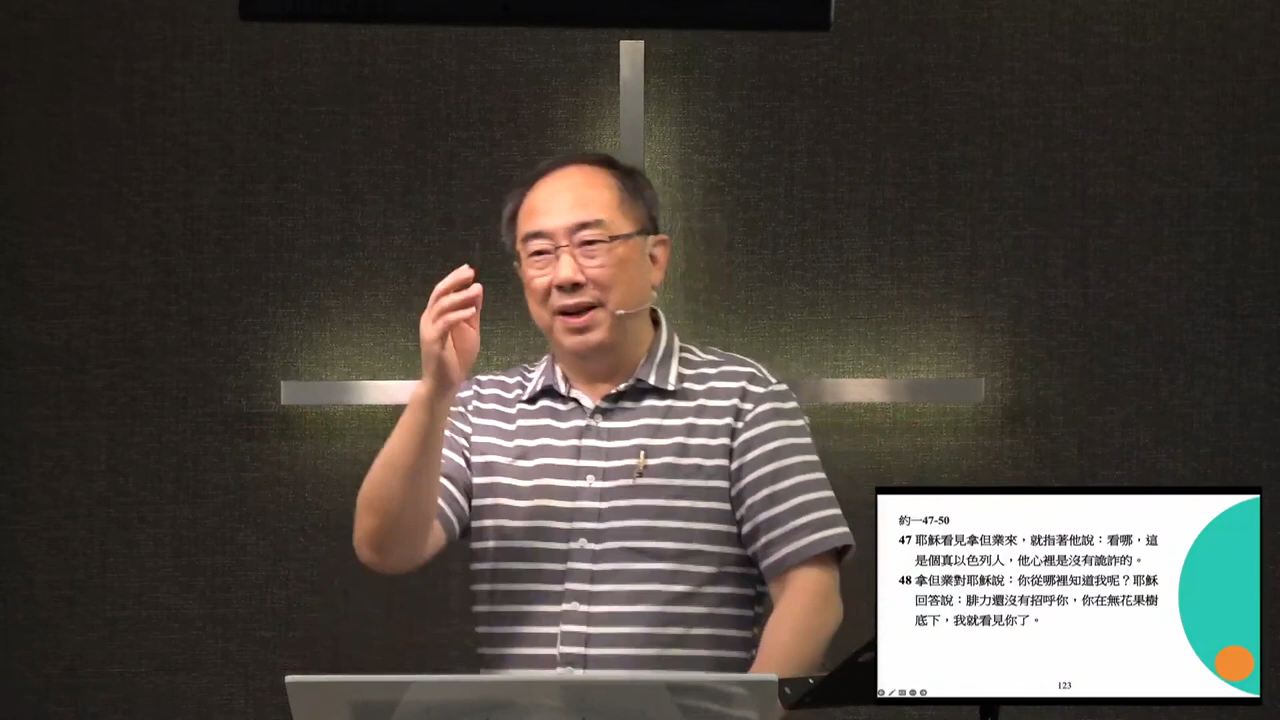 約一47-50
47 耶穌看見拿但業來，就指著他說：看哪，這
是個真以色列人，他心裡是沒有詭詐的。
48 拿但業對耶穌說：你從哪裡知道我呢？耶穌
回答說：腓力還沒有招呼你，你在無花果樹
底下，我就看見你了。
123